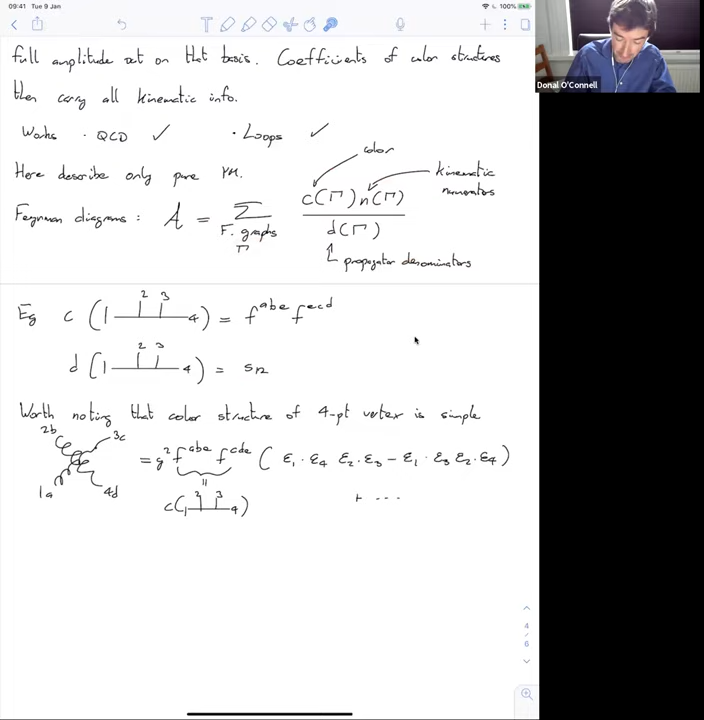 09:41 Tue 9 Jan
100%
Donal O'Connell
full amplitude out on that basis. Coefficients of color structures
then carry all kinematic info.
Works · QCD ✓ · Loops ✓
Here describe only pure YM.
color
kinematic
numerators
Feynman diagrams : A = Σ c(Γ) n(Γ) / d(Γ)
F. graphs
Γ
propagator denominators
Eg c (1 2 3 4) = f^abe f^ecd
d (1 2 3 4) = s12
Worth noting that color structure of 4-pt vertex is simple
2b 3c
1a 4d
= g² f^abe f^cde ( ε1 · ε4 ε2 · ε3 − ε1 · ε3 ε2 · ε4 )
c(1 2 3 4)
+ ...
4
/
6